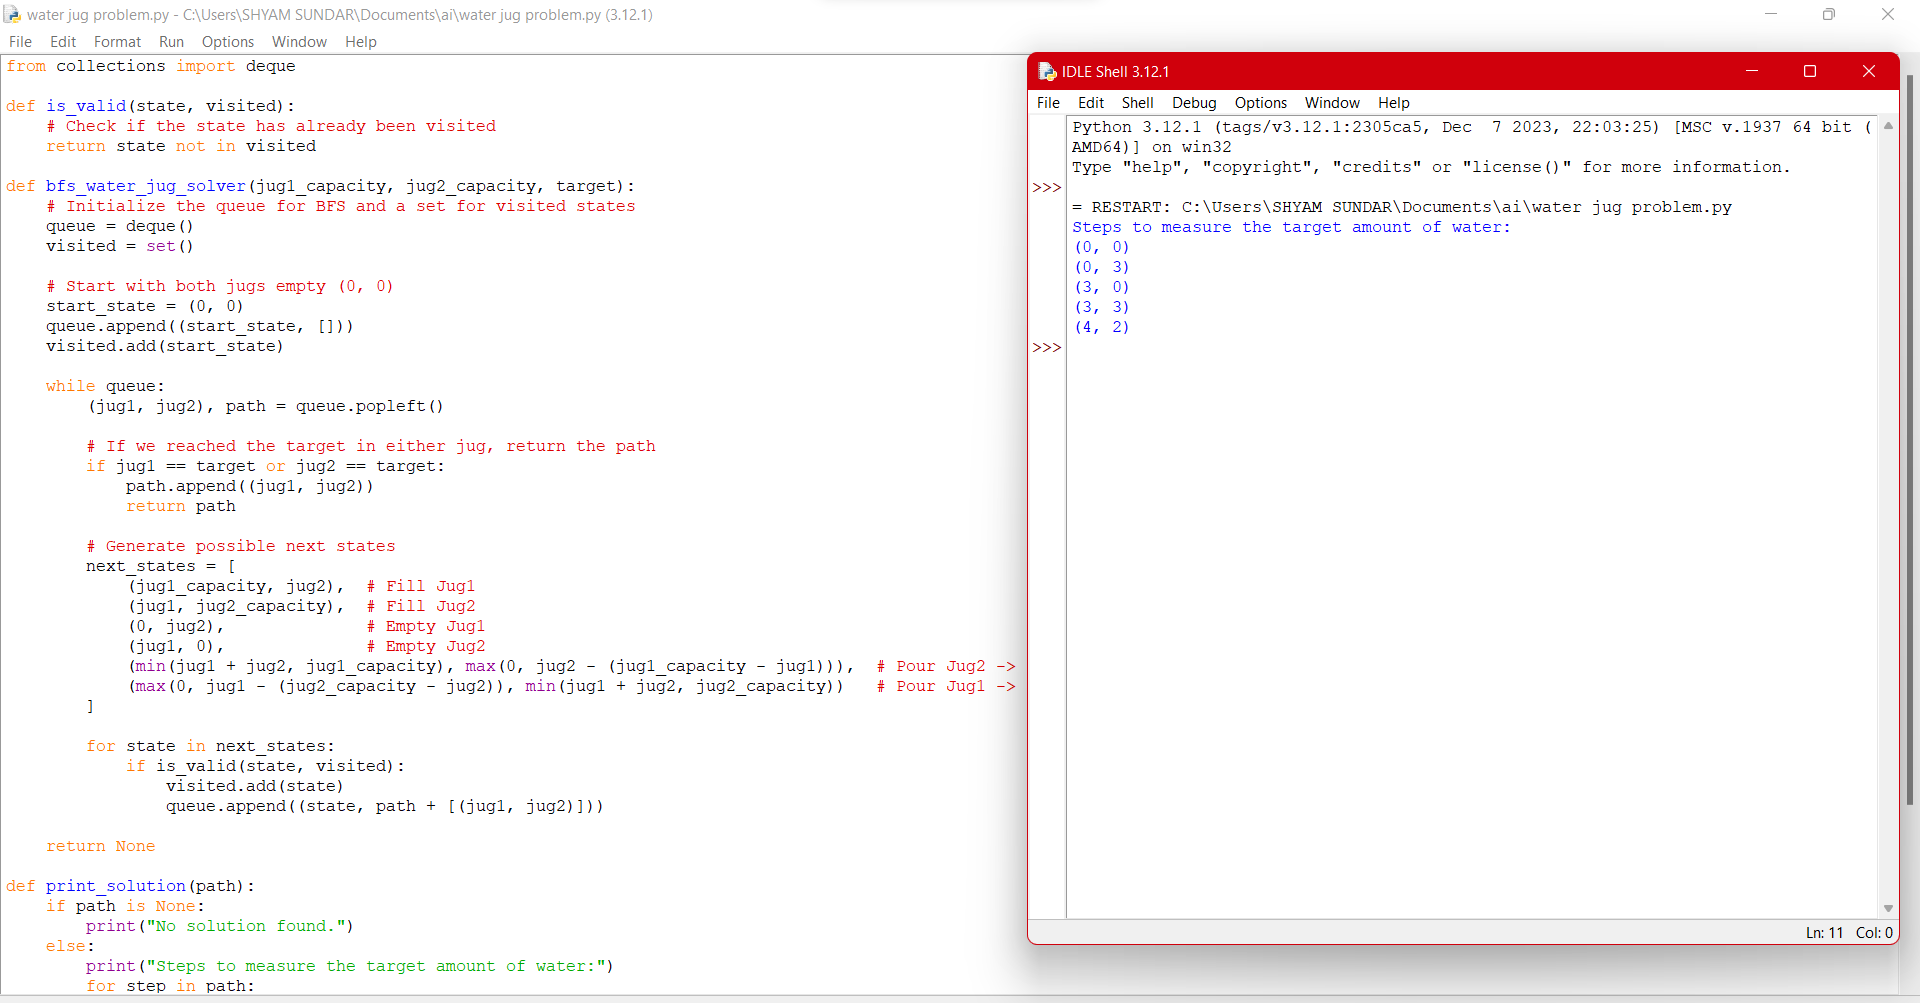 water jug problem.py - C:\Users\SHYAM SUNDAR\Documents\ai\water jug problem.py (3.12.1)
File Edit Format Run Options Window Help
from collections import deque

def is_valid(state, visited):
    # Check if the state has already been visited
    return state not in visited

def bfs_water_jug_solver(jug1_capacity, jug2_capacity, target):
    # Initialize the queue for BFS and a set for visited states
    queue = deque()
    visited = set()

    # Start with both jugs empty (0, 0)
    start_state = (0, 0)
    queue.append((start_state, []))
    visited.add(start_state)

    while queue:
        (jug1, jug2), path = queue.popleft()

        # If we reached the target in either jug, return the path
        if jug1 == target or jug2 == target:
            path.append((jug1, jug2))
            return path

        # Generate possible next states
        next_states = [
            (jug1_capacity, jug2),  # Fill Jug1
            (jug1, jug2_capacity),  # Fill Jug2
            (0, jug2),              # Empty Jug1
            (jug1, 0),              # Empty Jug2
            (min(jug1 + jug2, jug1_capacity), max(0, jug2 - (jug1_capacity - jug1))),  # Pour Jug2 ->
            (max(0, jug1 - (jug2_capacity - jug2)), min(jug1 + jug2, jug2_capacity))   # Pour Jug1 ->
        ]

        for state in next_states:
            if is_valid(state, visited):
                visited.add(state)
                queue.append((state, path + [(jug1, jug2)]))

    return None

def print_solution(path):
    if path is None:
        print("No solution found.")
    else:
        print("Steps to measure the target amount of water:")
        for step in path:
IDLE Shell 3.12.1
File Edit Shell Debug Options Window Help
Python 3.12.1 (tags/v3.12.1:2305ca5, Dec  7 2023, 22:03:25) [MSC v.1937 64 bit (
AMD64)] on win32
Type "help", "copyright", "credits" or "license()" for more information.
>>>
= RESTART: C:\Users\SHYAM SUNDAR\Documents\ai\water jug problem.py
Steps to measure the target amount of water:
(0, 0)
(0, 3)
(3, 0)
(3, 3)
(4, 2)
>>>
Ln: 11 Col: 0